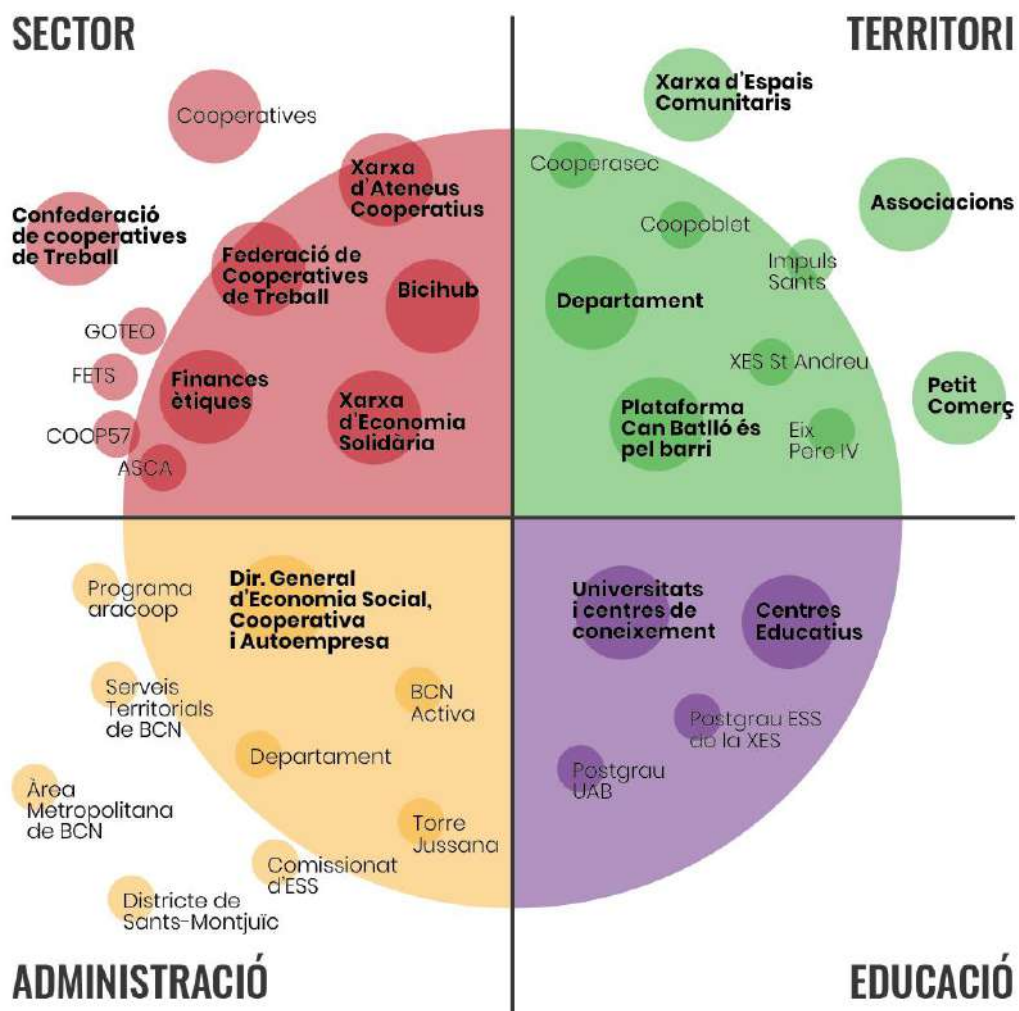 SECTOR
TERRITORI
Cooperatives
Xarxa
d'Ateneus
Cooperatius
Confederació
de cooperatives
de Treball
Federació de
Cooperatives
de Treball
Bicihub
GOTEO
FETS
Finances
ètiques
COOP57
ASCA
Xarxa
d'Economia
Solidària
Xarxa d'Espais
Comunitaris
Cooperasec
Associacions
Coopoblet
Impuls
Sants
Departament
XES St Andreu
Petit
Comerç
Plataforma
Can Batlló és
pel barri
Eix
Pere IV
Programa
aracoop
Dir. General
d'Economia Social,
Cooperativa
i Autoempresa
Serveis
Territorials
de BCN
BCN
Activa
Departament
Àrea
Metropolitana
de BCN
Torre
Jussana
Comissionat
d'ESS
Districte de
Sants-Montjuïc
Universitats
i centres de
coneixement
Centres
Educatius
Postgrau ESS
de la XES
Postgrau
UAB
ADMINISTRACIÓ
EDUCACIÓ